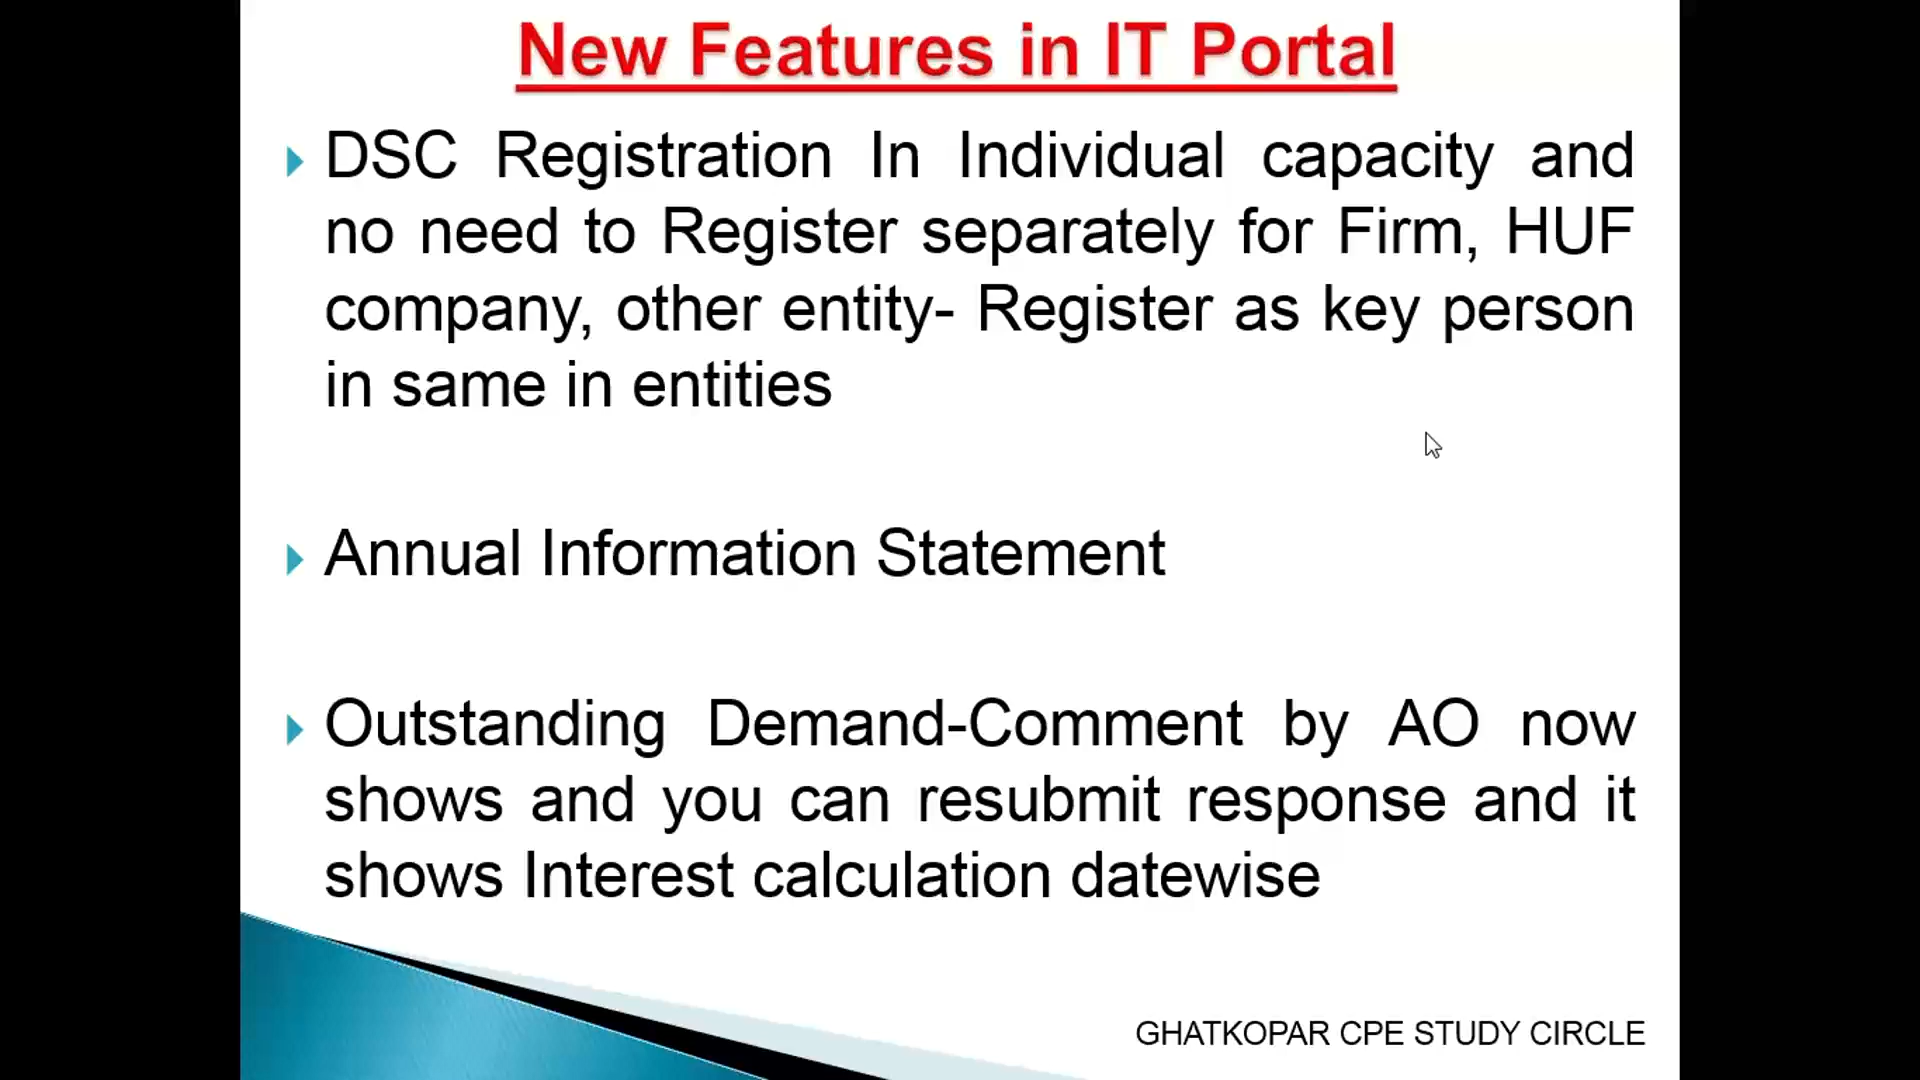 New Features in IT Portal
DSC Registration In Individual capacity and
no need to Register separately for Firm, HUF
company, other entity- Register as key person
in same in entities
Annual Information Statement
Outstanding Demand-Comment by AO now
shows and you can resubmit response and it
shows Interest calculation datewise
GHATKOPAR CPE STUDY CIRCLE